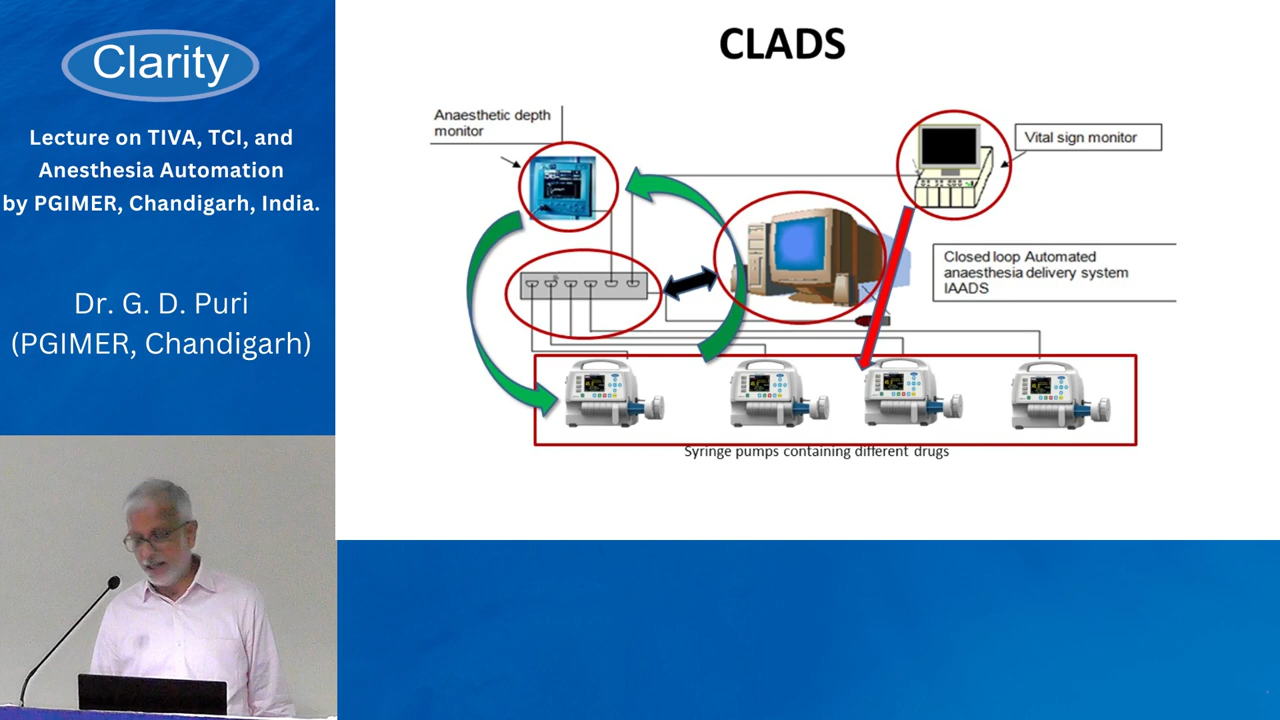 Clarity
Lecture on TIVA, TCI, and
Anesthesia Automation
by PGIMER, Chandigarh, India.
Dr. G. D. Puri
(PGIMER, Chandigarh)
CLADS
Anaesthetic depth
monitor
Vital sign monitor
Closed loop Automated
anaesthesia delivery system
IAADS
Syringe pumps containing different drugs